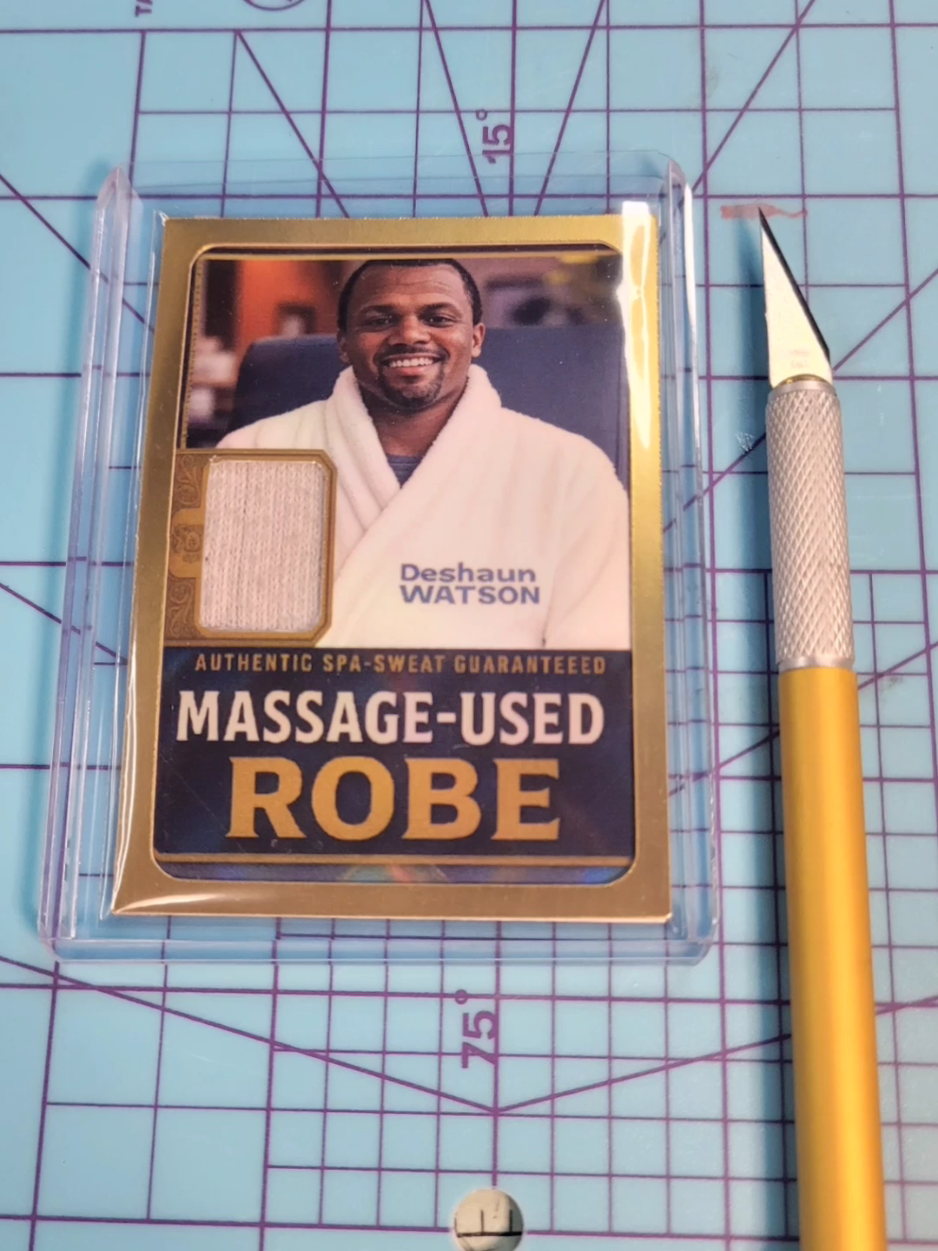 15°
Deshaun
WATSON
AUTHENTIC SPA-SWEAT GUARANTEEED
MASSAGE-USED
ROBE
75°